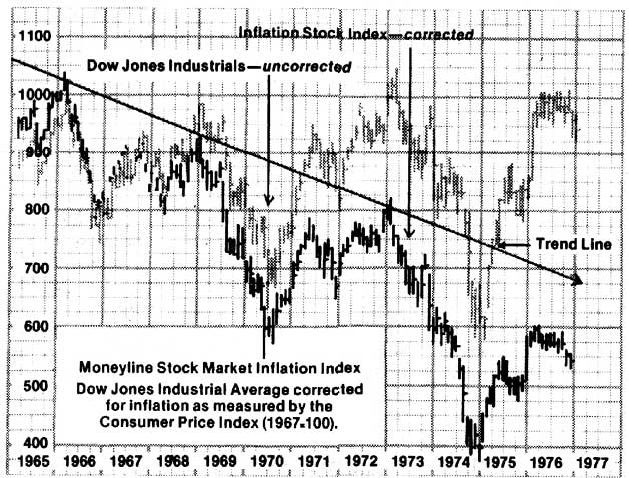 Inflation Stock Index—corrected
Dow Jones Industrials—uncorrected
1100
1000
900
800
700
600
500
400
Trend Line
Moneyline Stock Market Inflation Index
Dow Jones Industrial Average corrected
for inflation as measured by the
Consumer Price Index (1967-100).
1965 1966 1967 1968 1969 1970 1971 1972 1973 1974 1975 1976 1977